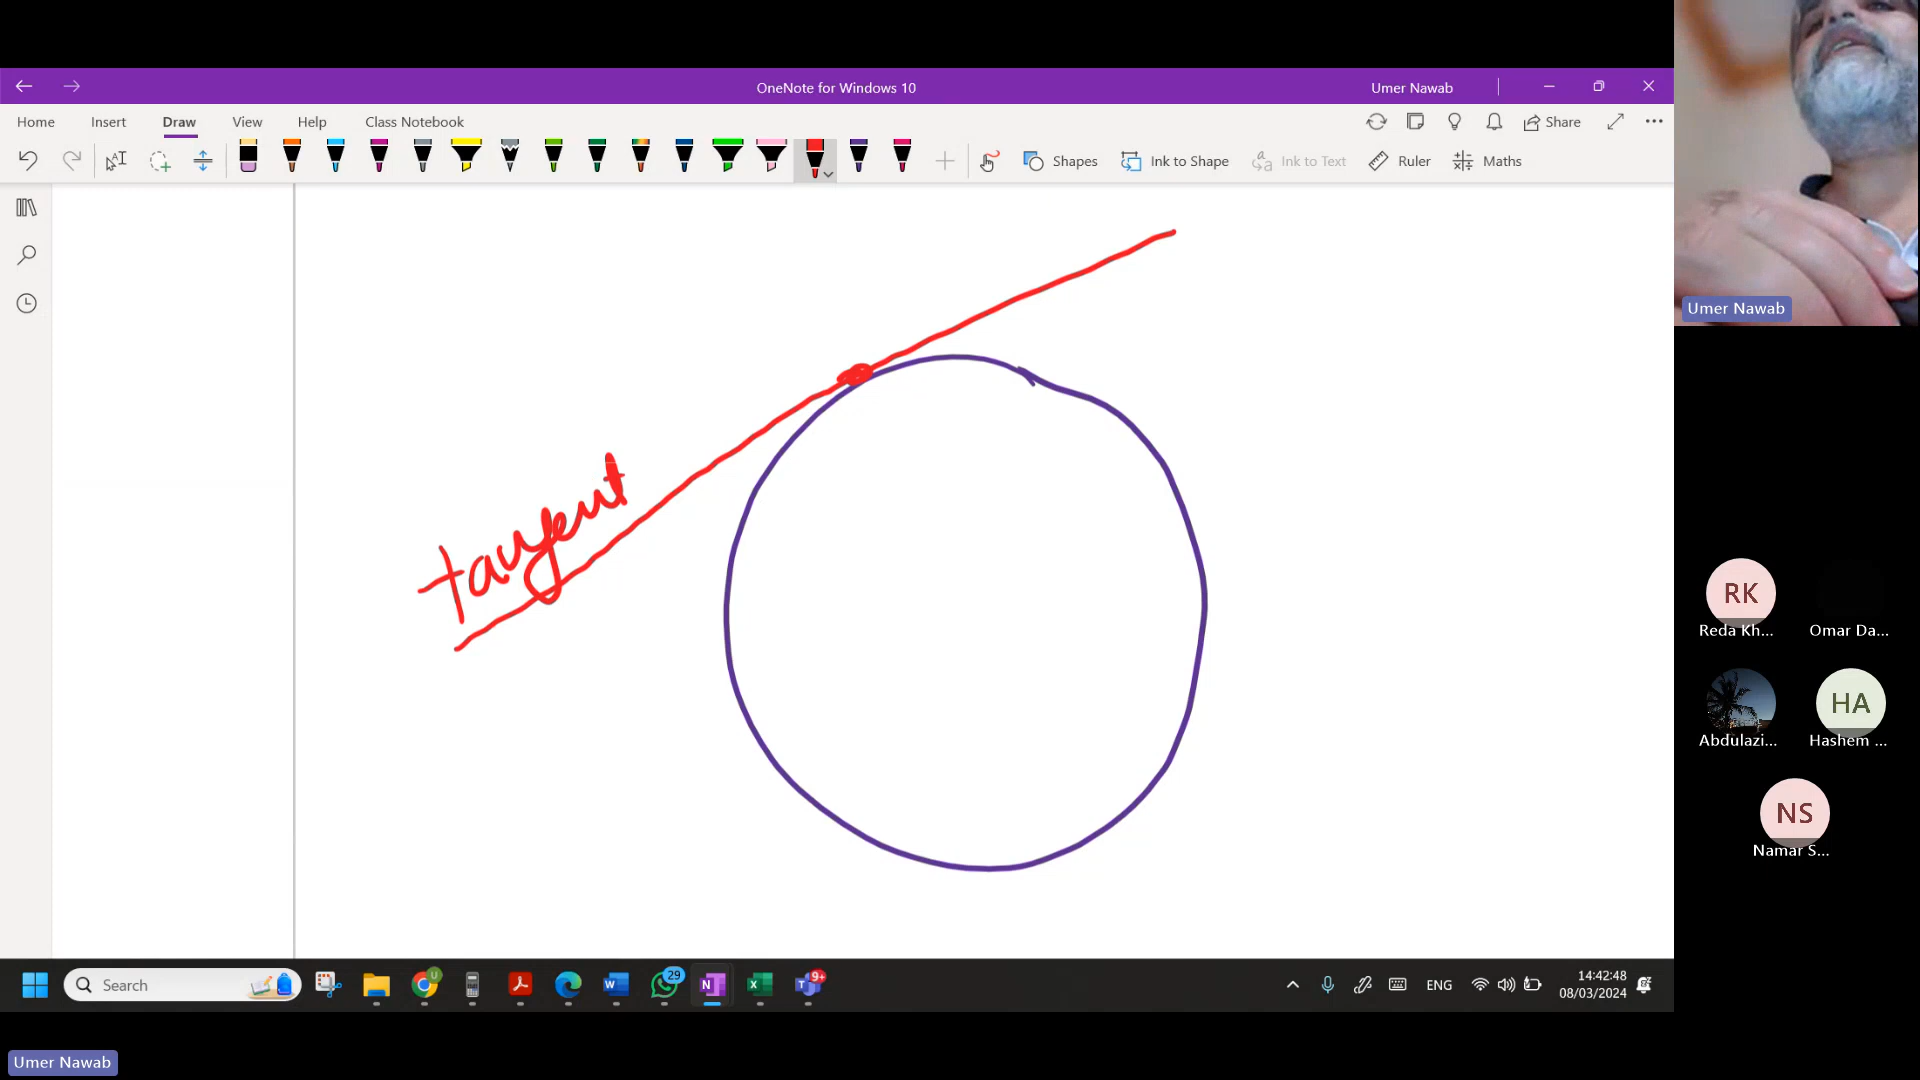 OneNote for Windows 10
Umer Nawab
Home Insert Draw View Help Class Notebook
Share
Shapes Ink to Shape Ink to Text Ruler Maths
Umer Nawab
tangent
RK
Reda Kh...
Omar Da...
Abdulazi...
HA
Hashem ...
NS
Namar S...
Search
U
W
29
N
X
T
9+
ENG
14:42:48
08/03/2024
Umer Nawab